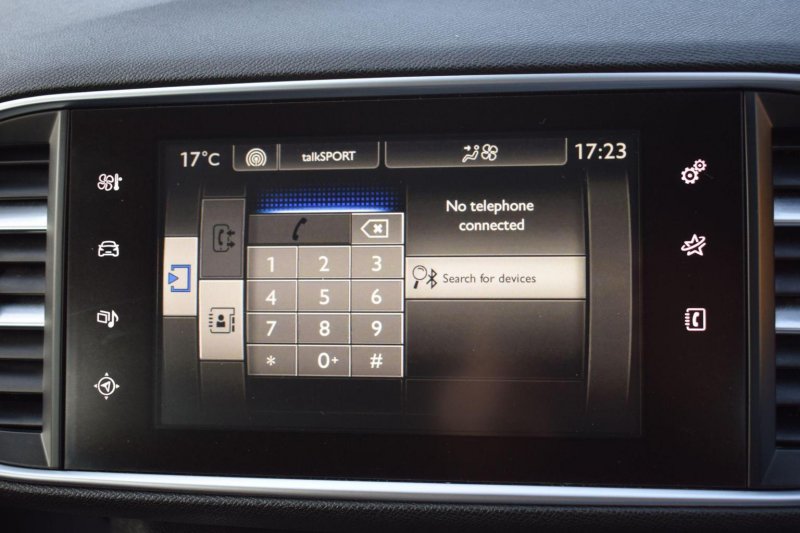 17°C
talkSPORT
17:23
No telephone
connected
Search for devices
1 2 3
4 5 6
7 8 9
* 0+ #